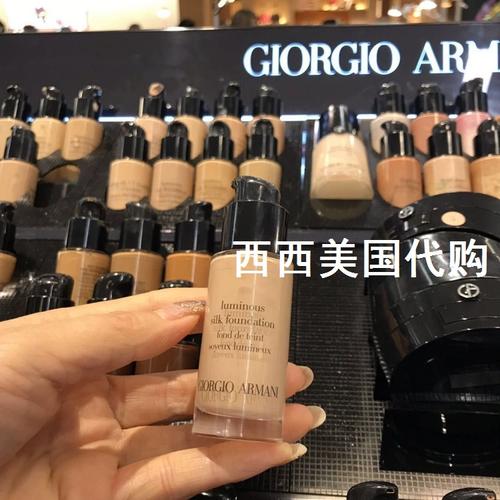 GIORGIO ARM
西西美国代购
luminous
silk foundation
fond de teint
soyeux lumineux
GIORGIO ARMANI